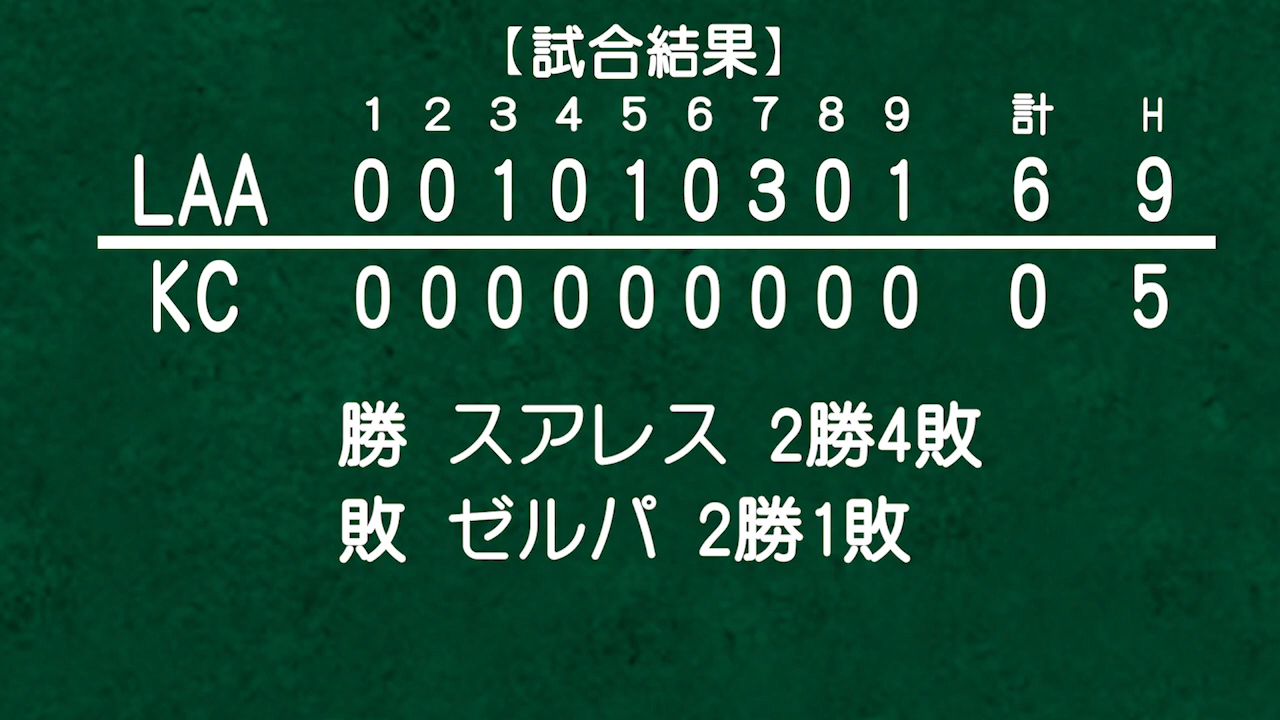 【試合結果】
1 2 3 4 5 6 7 8 9 計 H
LAA 0 0 1 0 1 0 3 0 1 6 9
KC 0 0 0 0 0 0 0 0 0 0 5
勝 スアレス 2勝4敗
敗 ゼルパ 2勝1敗